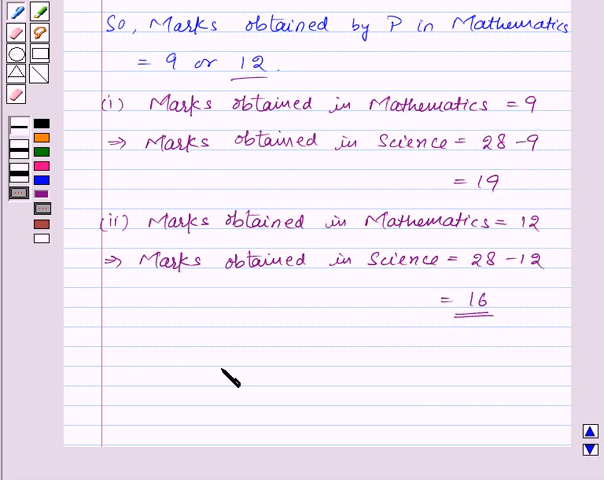 So, Marks obtained by P in Mathematics
= 9 or 12.
(i) Marks obtained in Mathematics = 9
⇒ Marks obtained in Science = 28 - 9
= 19
(ii) Marks obtained in Mathematics = 12
⇒ Marks obtained in Science = 28 - 12
= 16